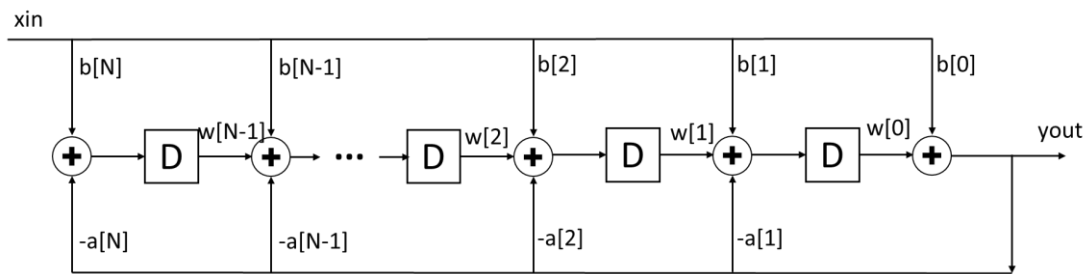 xin
b[N] b[N-1] b[2] b[1] b[0]
w[N-1] w[2] w[1] w[0] yout
D ... D D D
-a[N] -a[N-1] -a[2] -a[1]